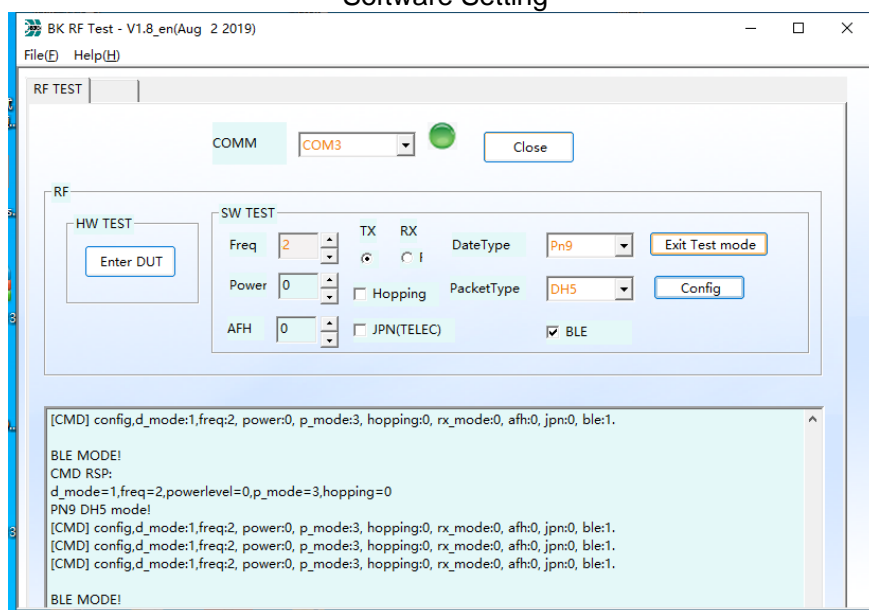 Software Setting
BK RF Test - V1.8_en(Aug 2 2019)
File(F) Help(H)
RF TEST
COMM COM3 Close
RF
HW TEST
Enter DUT
SW TEST
Freq 2 TX RX DateType Pn9 Exit Test mode
Power 0 Hopping PacketType DH5 Config
AFH 0 JPN(TELEC) BLE
[CMD] config,d_mode:1,freq:2, power:0, p_mode:3, hopping:0, rx_mode:0, afh:0, jpn:0, ble:1.
BLE MODE!
CMD RSP:
d_mode=1,freq=2,powerlevel=0,p_mode=3,hopping=0
PN9 DH5 mode!
[CMD] config,d_mode:1,freq:2, power:0, p_mode:3, hopping:0, rx_mode:0, afh:0, jpn:0, ble:1.
[CMD] config,d_mode:1,freq:2, power:0, p_mode:3, hopping:0, rx_mode:0, afh:0, jpn:0, ble:1.
[CMD] config,d_mode:1,freq:2, power:0, p_mode:3, hopping:0, rx_mode:0, afh:0, jpn:0, ble:1.
BLE MODE!